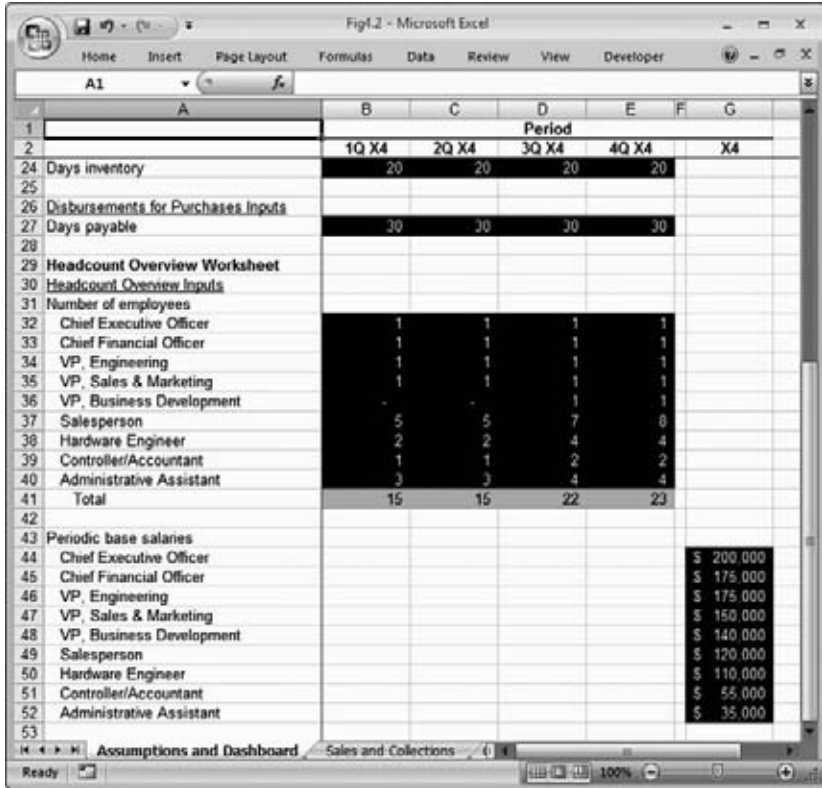 Fig4.2 - Microsoft Excel
Home Insert Page Layout Formulas Data Review View Developer
A1 fx
A B C D E F G
1 Period
2 1Q X4 2Q X4 3Q X4 4Q X4 X4
24 Days inventory 20 20 20 20
25
26 Disbursements for Purchases Inputs
27 Days payable 30 30 30 30
28
29 Headcount Overview Worksheet
30 Headcount Overview Inputs
31 Number of employees
32 Chief Executive Officer 1 1 1 1
33 Chief Financial Officer 1 1 1 1
34 VP, Engineering 1 1 1 1
35 VP, Sales & Marketing 1 1 1 1
36 VP, Business Development - - 1 1
37 Salesperson 5 5 7 8
38 Hardware Engineer 2 2 4 4
39 Controller/Accountant 1 1 2 2
40 Administrative Assistant 3 3 4 4
41 Total 15 15 22 23
42
43 Periodic base salaries
44 Chief Executive Officer $ 200,000
45 Chief Financial Officer $ 175,000
46 VP, Engineering $ 175,000
47 VP, Sales & Marketing $ 150,000
48 VP, Business Development $ 140,000
49 Salesperson $ 120,000
50 Hardware Engineer $ 110,000
51 Controller/Accountant $ 55,000
52 Administrative Assistant $ 35,000
53
Assumptions and Dashboard Sales and Collections
Ready 100%